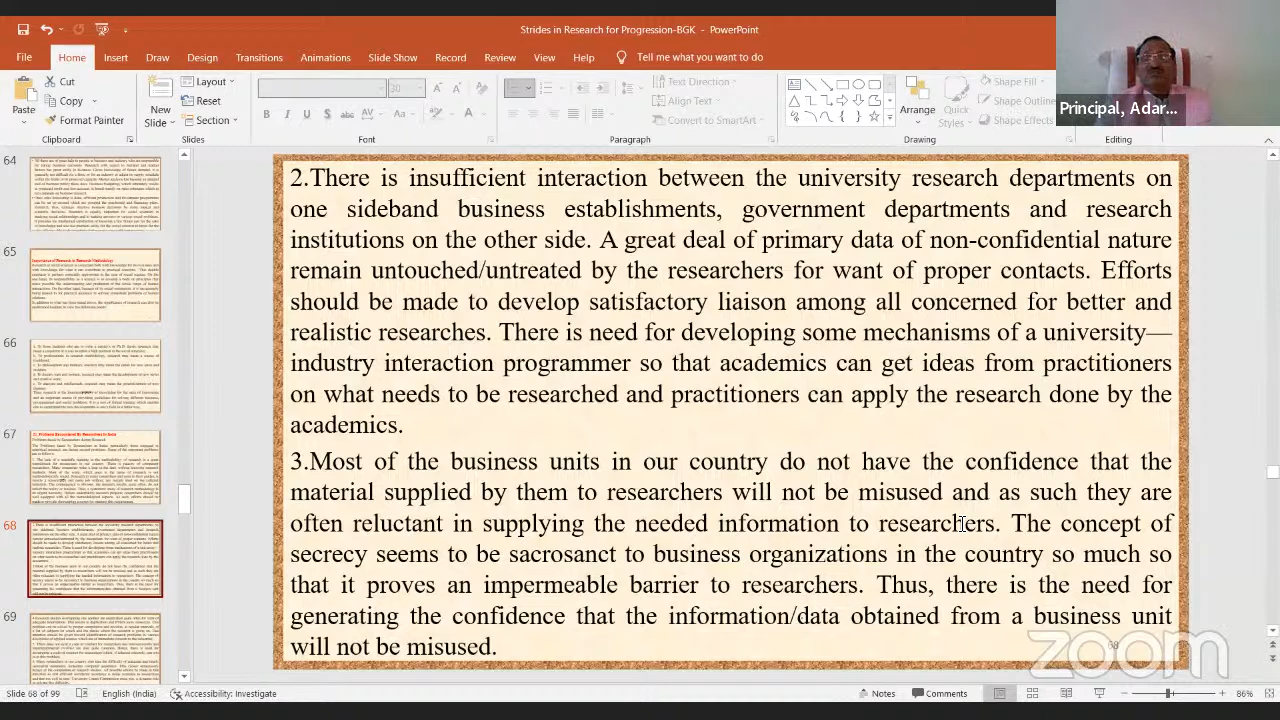 Strides in Research for Progression-BGK - PowerPoint
File Home Insert Draw Design Transitions Animations Slide Show Record Review View Help Tell me what you want to do
Paste
Cut
Copy
Format Painter
Clipboard
New
Slide
Layout
Reset
Section
Slides
30
Font
Text Direction
Align Text
Convert to SmartArt
Paragraph
Arrange
Quick
Styles
Shape Fill
Shape Outline
Shape Effects
Drawing
Editing
Principal, Adar...
64
65
66
67
68
69
2.There is insufficient interaction between the university research departments on
one sideband business establishments, government departments and research
institutions on the other side. A great deal of primary data of non-confidential nature
remain untouched/untreated by the researchers for want of proper contacts. Efforts
should be made to develop satisfactory liaison among all concerned for better and
realistic researches. There is need for developing some mechanisms of a university—
industry interaction programmer so that academics can get ideas from practitioners
on what needs to be researched and practitioners can apply the research done by the
academics.
3.Most of the business units in our country do not have the confidence that the
material supplied by them to researchers will not be misused and as such they are
often reluctant in supplying the needed information to researchers. The concept of
secrecy seems to be sacrosanct to business organisations in the country so much so
that it proves an impermeable barrier to researchers. Thus, there is the need for
generating the confidence that the information/data obtained from a business unit
will not be misused.
68
zoom
Slide 68 of 99 English (India) Accessibility: Investigate Notes Comments 86%